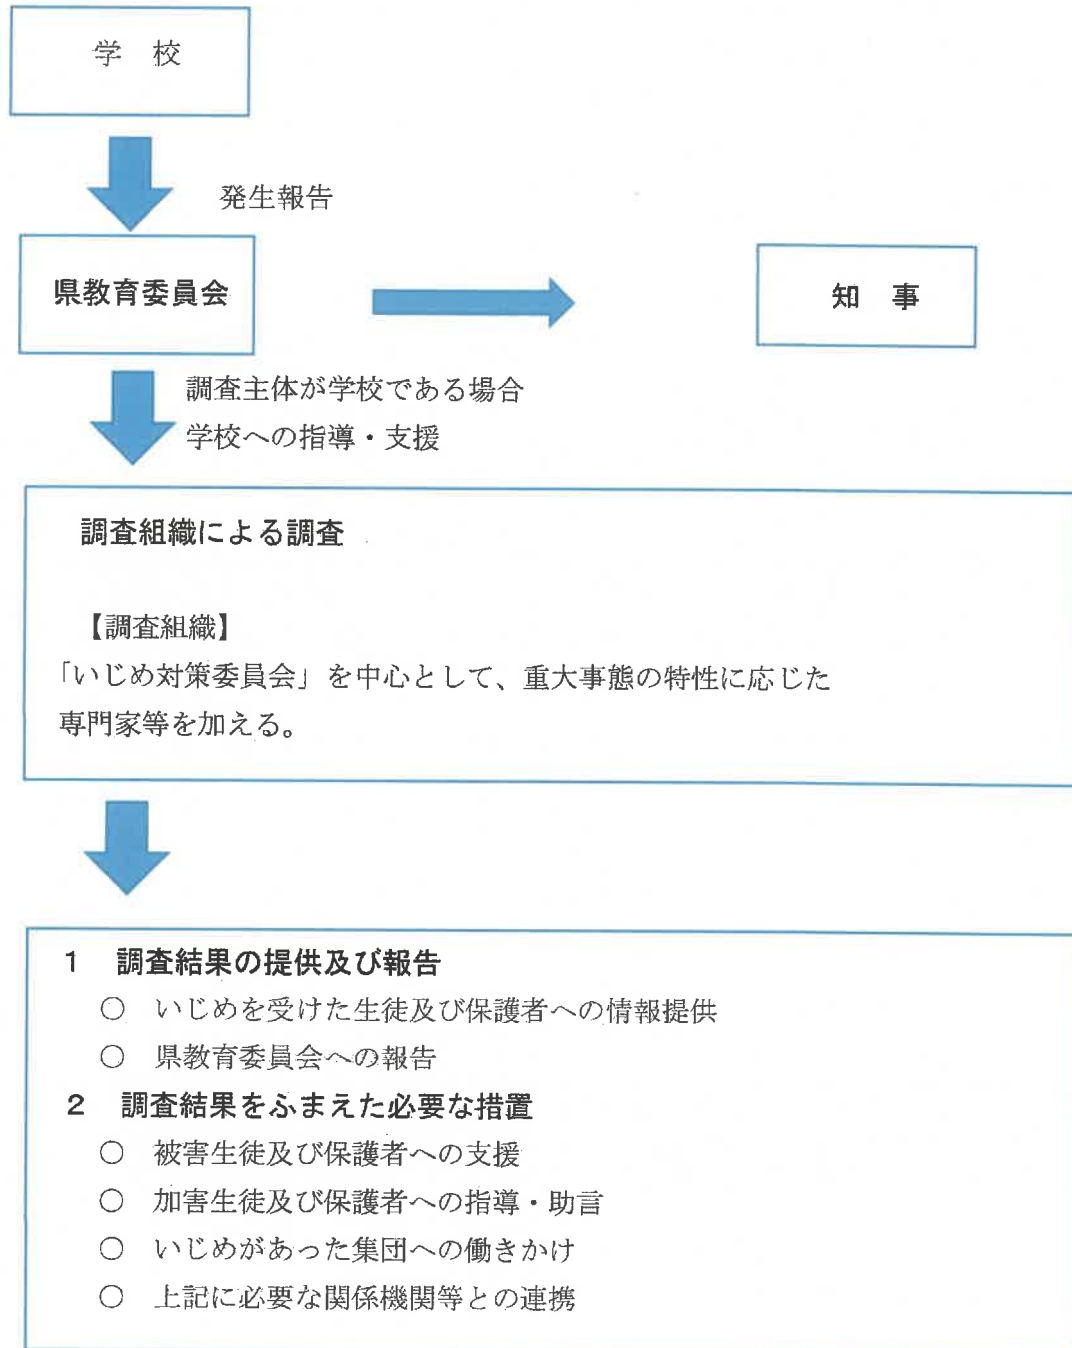 学　校
発生報告
県教育委員会
知　事
調査主体が学校である場合
学校への指導・支援
調査組織による調査
【調査組織】
「いじめ対策委員会」を中心として、重大事態の特性に応じた
専門家等を加える。
１　調査結果の提供及び報告
○　いじめを受けた生徒及び保護者への情報提供
○　県教育委員会への報告
２　調査結果をふまえた必要な措置
○　被害生徒及び保護者への支援
○　加害生徒及び保護者への指導・助言
○　いじめがあった集団への働きかけ
○　上記に必要な関係機関等との連携